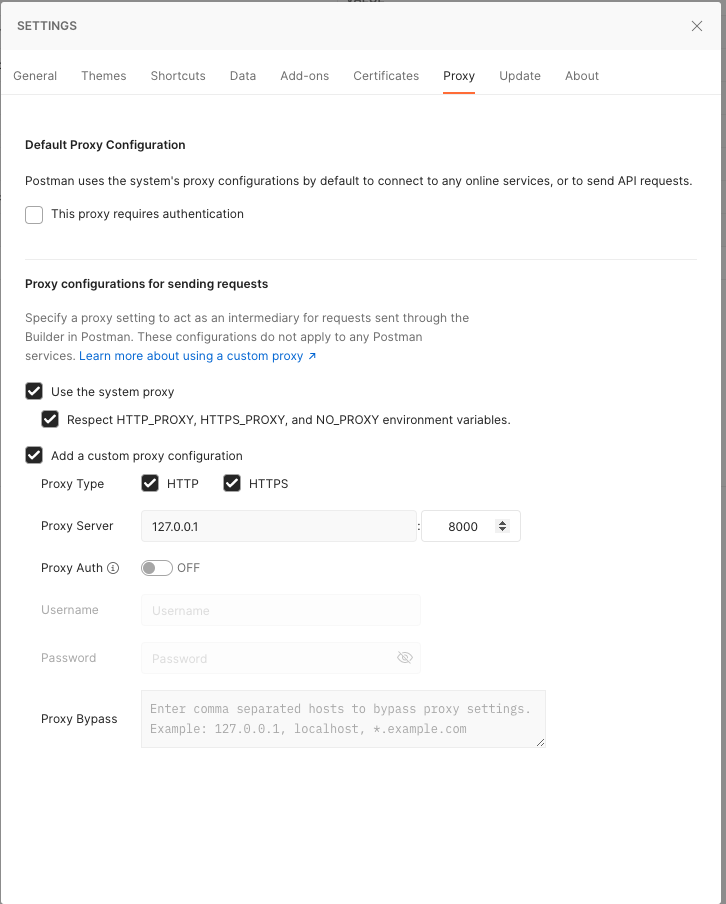 SETTINGS
General Themes Shortcuts Data Add-ons Certificates Proxy Update About
Default Proxy Configuration
Postman uses the system's proxy configurations by default to connect to any online services, or to send API requests.
This proxy requires authentication
Proxy configurations for sending requests
Specify a proxy setting to act as an intermediary for requests sent through the
Builder in Postman. These configurations do not apply to any Postman
services. Learn more about using a custom proxy ↗
Use the system proxy
Respect HTTP_PROXY, HTTPS_PROXY, and NO_PROXY environment variables.
Add a custom proxy configuration
Proxy Type HTTP HTTPS
Proxy Server 127.0.0.1 : 8000
Proxy Auth OFF
Username Username
Password Password
Proxy Bypass
Enter comma separated hosts to bypass proxy settings.
Example: 127.0.0.1, localhost, *.example.com